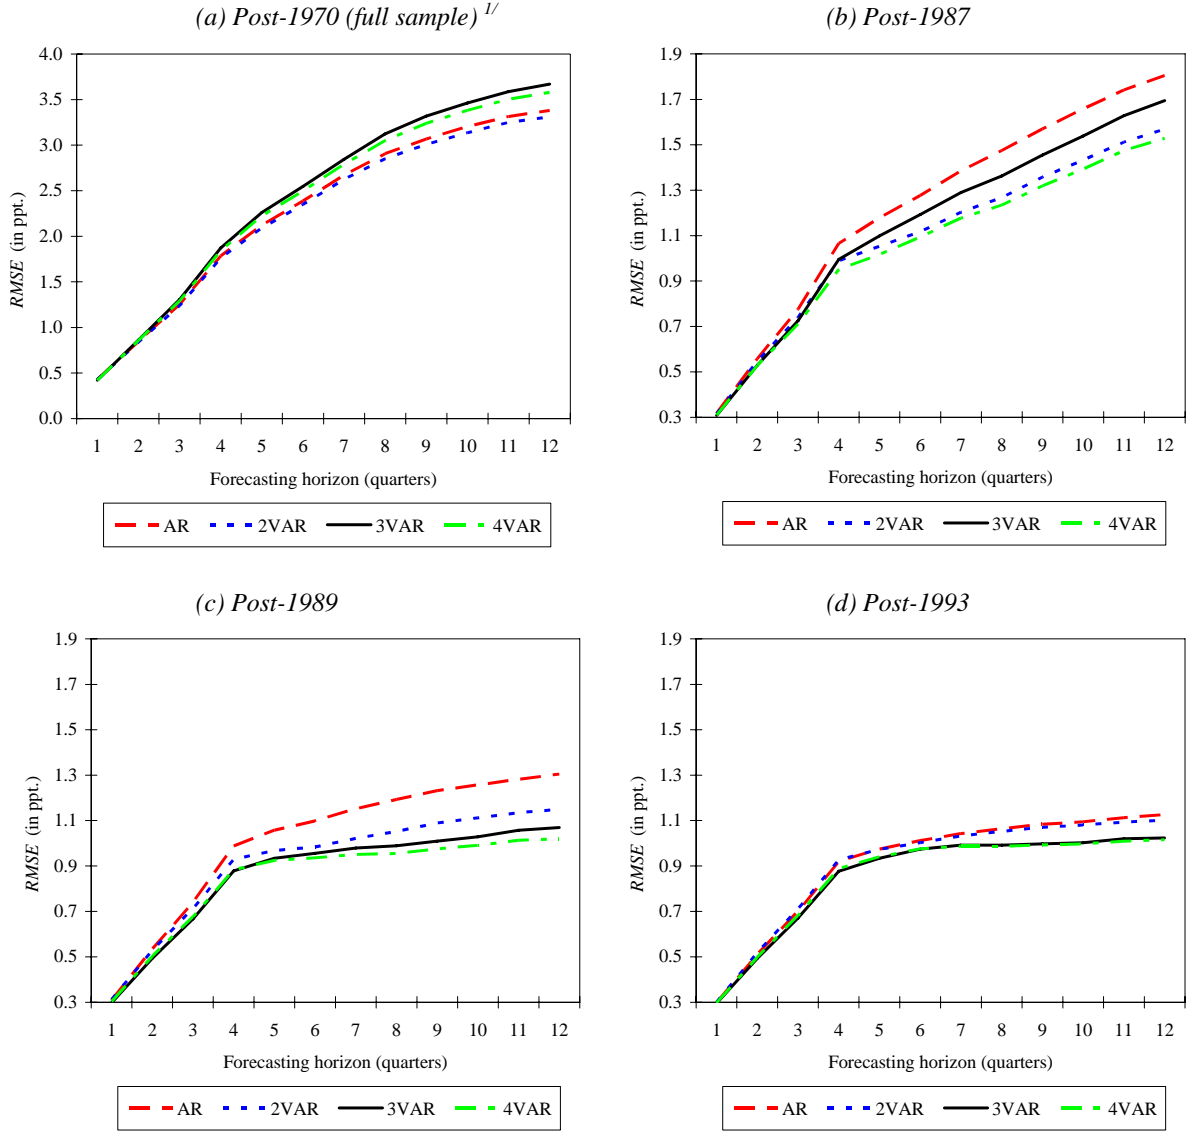 (a) Post-1970 (full sample) 1/
4.0
3.5
3.0
2.5
2.0
1.5
1.0
0.5
0.0
RMSE (in ppt.)
1 2 3 4 5 6 7 8 9 10 11 12
Forecasting horizon (quarters)
AR 2VAR 3VAR 4VAR
(b) Post-1987
1.9
1.7
1.5
1.3
1.1
0.9
0.7
0.5
0.3
RMSE (in ppt.)
1 2 3 4 5 6 7 8 9 10 11 12
Forecasting horizon (quarters)
AR 2VAR 3VAR 4VAR
(c) Post-1989
1.9
1.7
1.5
1.3
1.1
0.9
0.7
0.5
0.3
RMSE (in ppt.)
1 2 3 4 5 6 7 8 9 10 11 12
Forecasting horizon (quarters)
AR 2VAR 3VAR 4VAR
(d) Post-1993
1.9
1.7
1.5
1.3
1.1
0.9
0.7
0.5
0.3
RMSE (in ppt.)
1 2 3 4 5 6 7 8 9 10 11 12
Forecasting horizon (quarters)
AR 2VAR 3VAR 4VAR